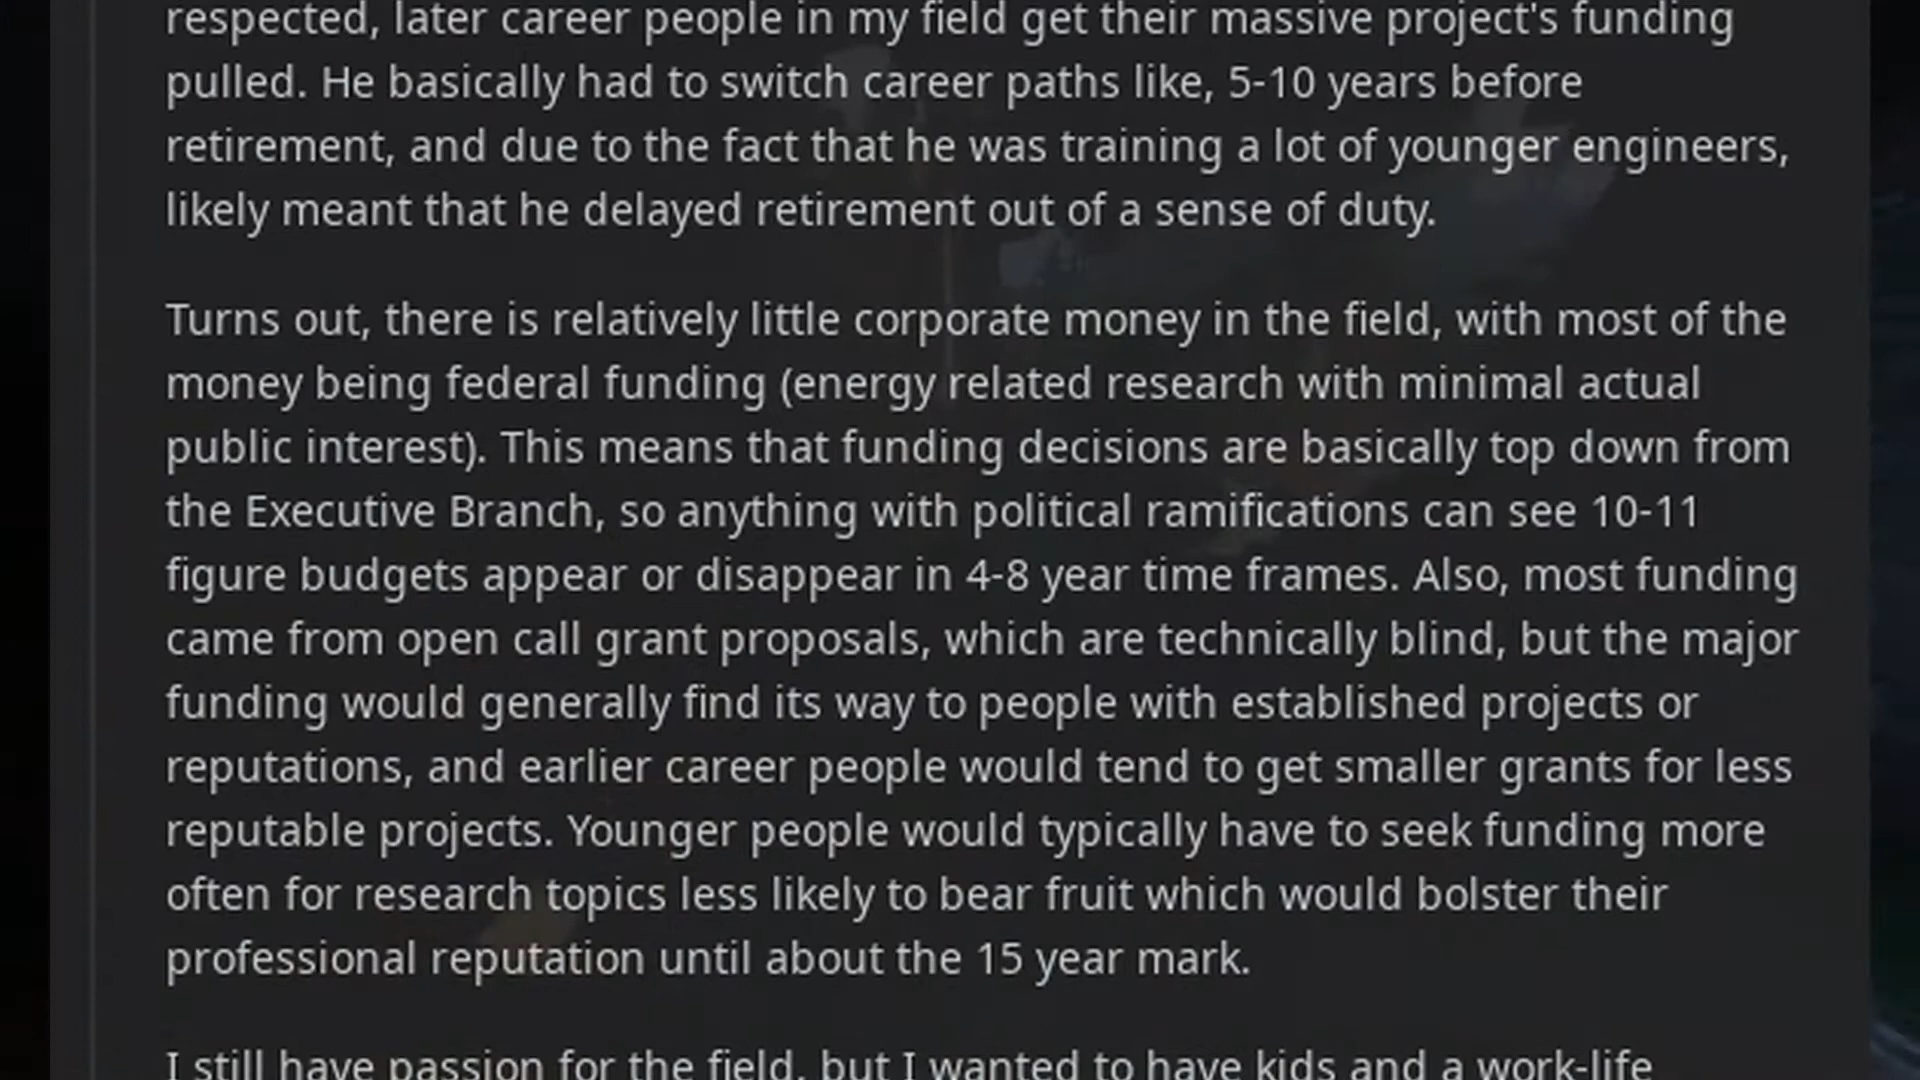 respected, later career people in my field get their massive project's funding
pulled. He basically had to switch career paths like, 5-10 years before
retirement, and due to the fact that he was training a lot of younger engineers,
likely meant that he delayed retirement out of a sense of duty.
Turns out, there is relatively little corporate money in the field, with most of the
money being federal funding (energy related research with minimal actual
public interest). This means that funding decisions are basically top down from
the Executive Branch, so anything with political ramifications can see 10-11
figure budgets appear or disappear in 4-8 year time frames. Also, most funding
came from open call grant proposals, which are technically blind, but the major
funding would generally find its way to people with established projects or
reputations, and earlier career people would tend to get smaller grants for less
reputable projects. Younger people would typically have to seek funding more
often for research topics less likely to bear fruit which would bolster their
professional reputation until about the 15 year mark.
I still have passion for the field, but I wanted to have kids and a work-life